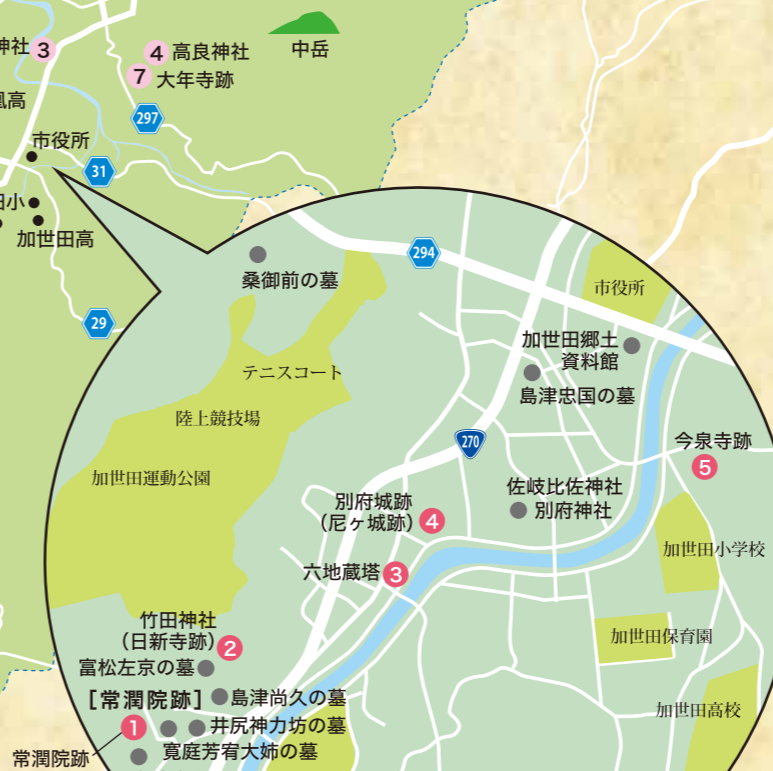 神社 3
4 高良神社
7 大年寺跡
中岳
297
市役所
31
加世田高
29
294
桑御前の墓
市役所
テニスコート
陸上競技場
加世田運動公園
加世田郷土
資料館
島津忠国の墓
270
今泉寺跡
5
佐岐比佐神社
別府神社
別府城跡
(尼ヶ城跡) 4
六地蔵塔 3
加世田小学校
加世田保育園
加世田高校
竹田神社
(日新寺跡) 2
富松左京の墓
[常潤院跡]
島津尚久の墓
1
井尻神力坊の墓
寛庭芳宥大姉の墓
常潤院跡